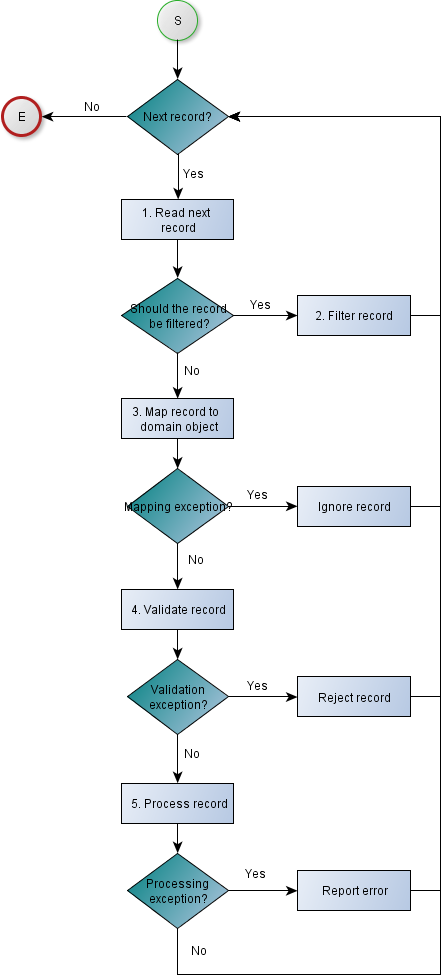 S
No
E
Next record?
Yes
1. Read next
record
Should the record
be filtered?
Yes
2. Filter record
No
3. Map record to
domain object
Mapping exception?
Yes
Ignore record
No
4. Validate record
Validation
exception?
Yes
Reject record
No
5. Process record
Processing
exception?
Yes
Report error
No